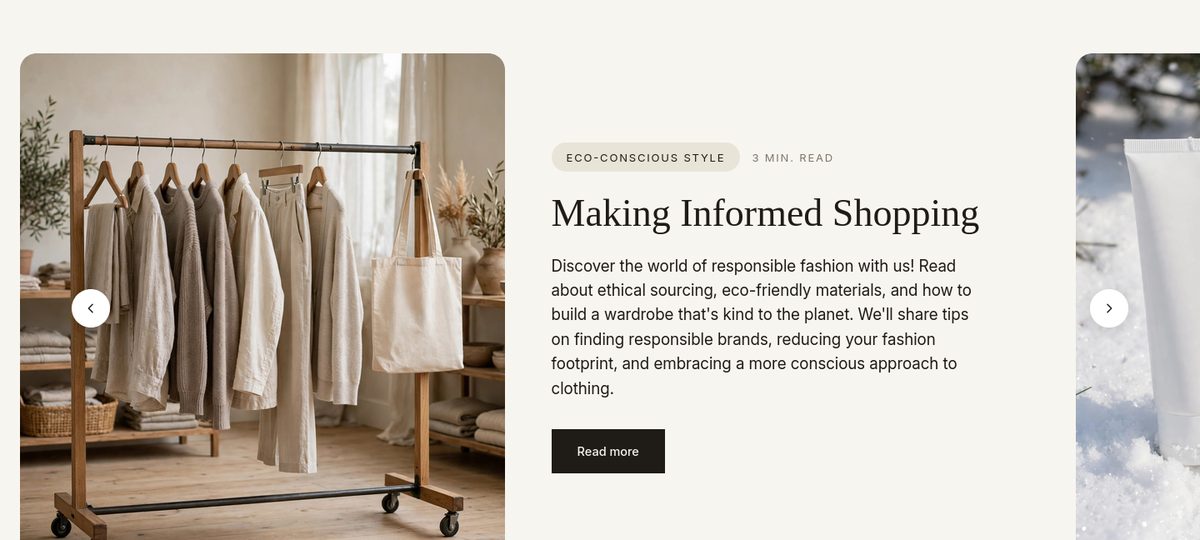 ECO-CONSCIOUS STYLE
3 MIN. READ
Making Informed Shopping
Discover the world of responsible fashion with us! Read
about ethical sourcing, eco-friendly materials, and how to
build a wardrobe that's kind to the planet. We'll share tips
on finding responsible brands, reducing your fashion
footprint, and embracing a more conscious approach to
clothing.
Read more